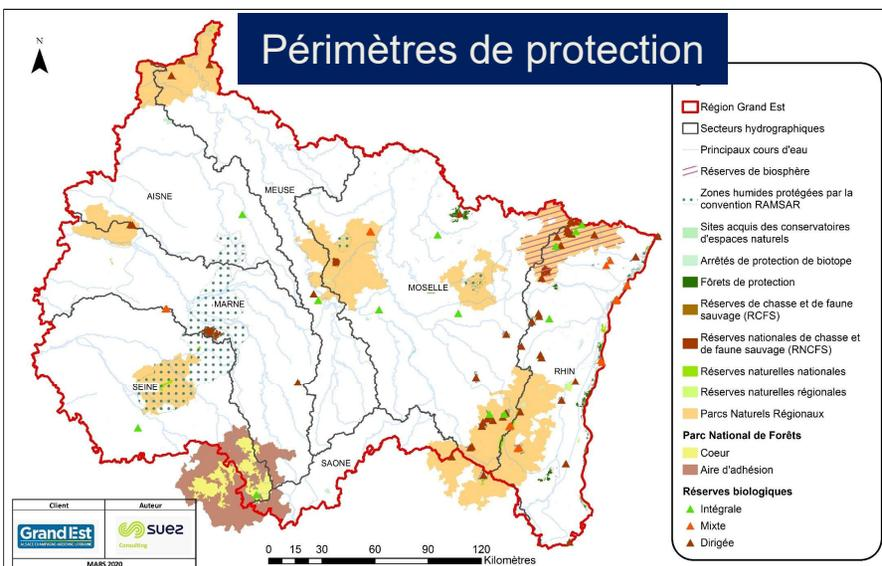 Périmètres de protection
N
AISNE
MEUSE
MARNE
MOSELLE
SEINE
RHIN
SAONE
Région Grand Est
Secteurs hydrographiques
Principaux cours d'eau
Réserves de biosphère
Zones humides protégées par la
convention RAMSAR
Sites acquis des conservatoires
d'espaces naturels
Arrêtés de protection de biotope
Fôrets de protection
Réserves de chasse et de faune
sauvage (RCFS)
Réserves nationales de chasse et
de faune sauvage (RNCFS)
Réserves naturelles nationales
Réserves naturelles régionales
Parcs Naturels Régionaux
Parc National de Forêts
Coeur
Aire d'adhésion
Réserves biologiques
Intégrale
Mixte
Dirigée
Client
Auteur
GrandEst
suez
Consulting
MARS 2020
0 15 30 60 90 120
Kilomètres